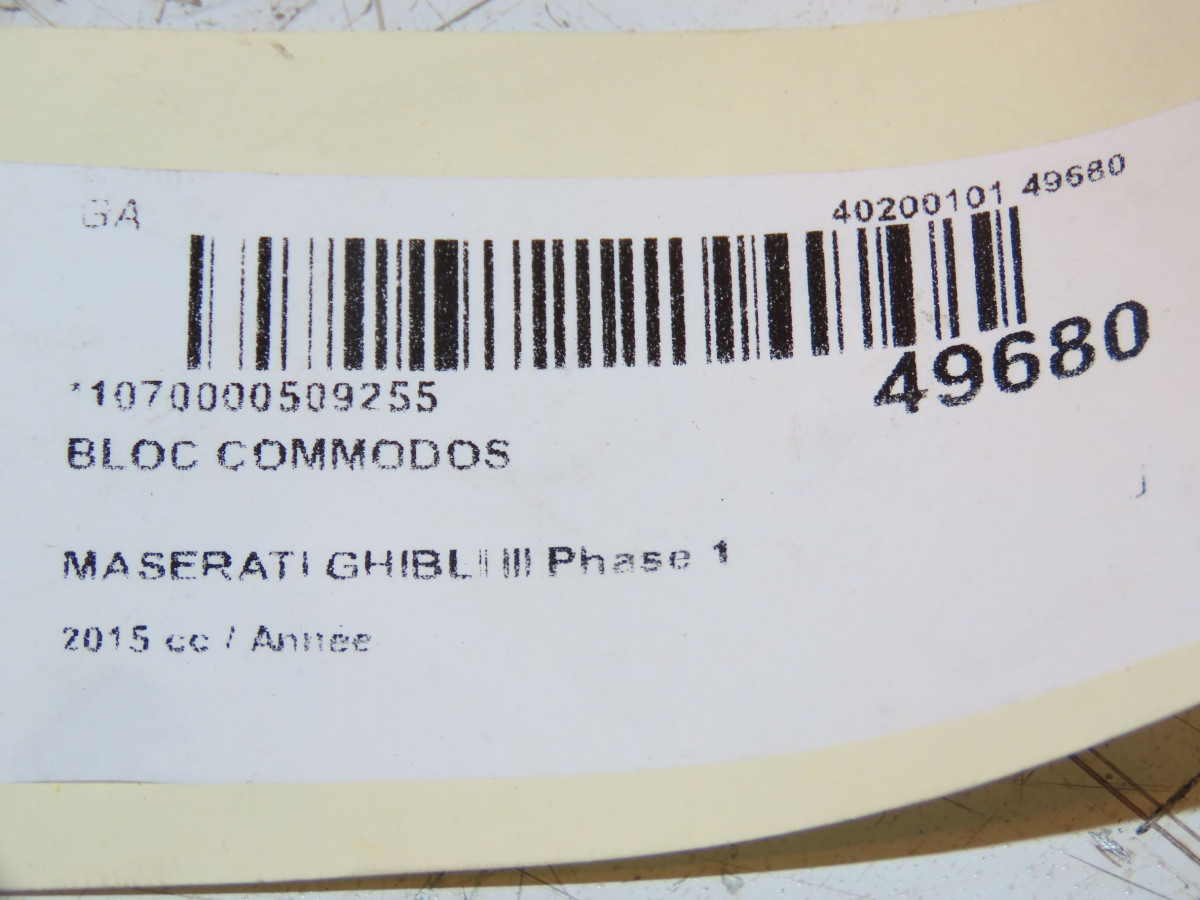 GA
40200101 49680
49680
*1070000509255
BLOC COMMODOS
MASERATI GHIBLI III Phase 1
2015 cc / Année